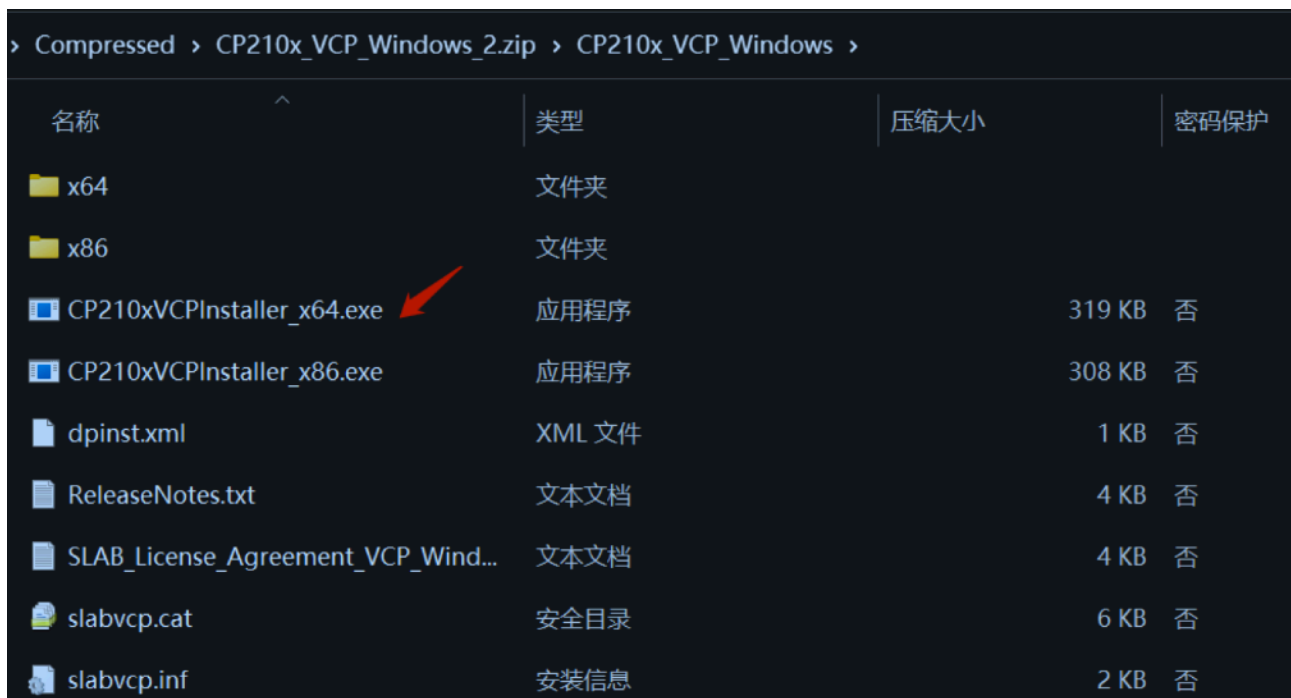 › Compressed › CP210x_VCP_Windows_2.zip › CP210x_VCP_Windows ›
名称 类型 压缩大小 密码保护
x64 文件夹
x86 文件夹
CP210xVCPInstaller_x64.exe 应用程序 319 KB 否
CP210xVCPInstaller_x86.exe 应用程序 308 KB 否
dpinst.xml XML 文件 1 KB 否
ReleaseNotes.txt 文本文档 4 KB 否
SLAB_License_Agreement_VCP_Wind... 文本文档 4 KB 否
slabvcp.cat 安全目录 6 KB 否
slabvcp.inf 安装信息 2 KB 否